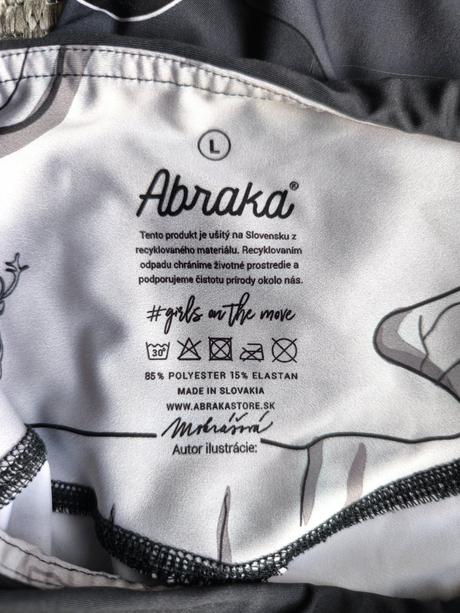 L
Abraka®
Tento produkt je ušitý na Slovensku z
recyklovaného materiálu. Recyklovaním
odpadu chránime životné prostredie a
podporujeme čistotu prírody okolo nás.
#girls on the move
30°
85% POLYESTER 15% ELASTAN
MADE IN SLOVAKIA
WWW.ABRAKASTORE.SK
Autor ilustrácie: